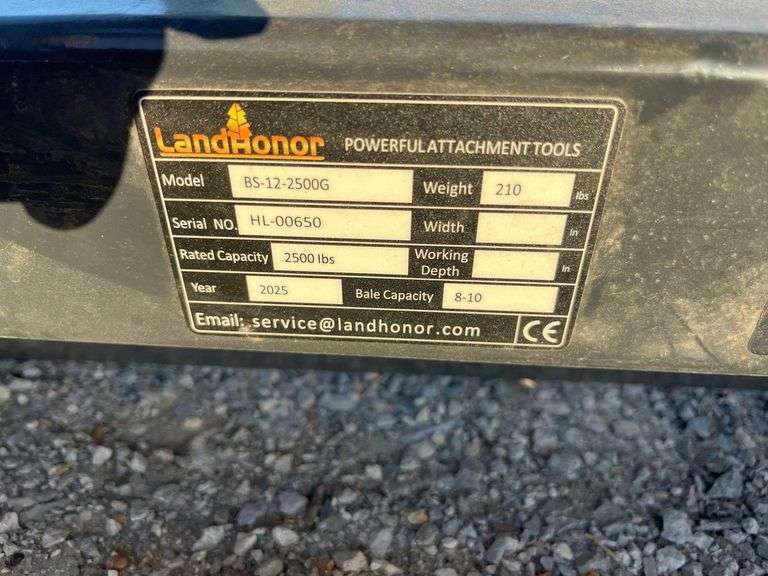 LandHonor POWERFUL ATTACHMENT TOOLS
Model BS-12-2500G Weight 210 lbs
Serial NO. HL-00650 Width In
Rated Capacity 2500 lbs Working Depth In
Year 2025 Bale Capacity 8-10
Email: service@landhonor.com CE